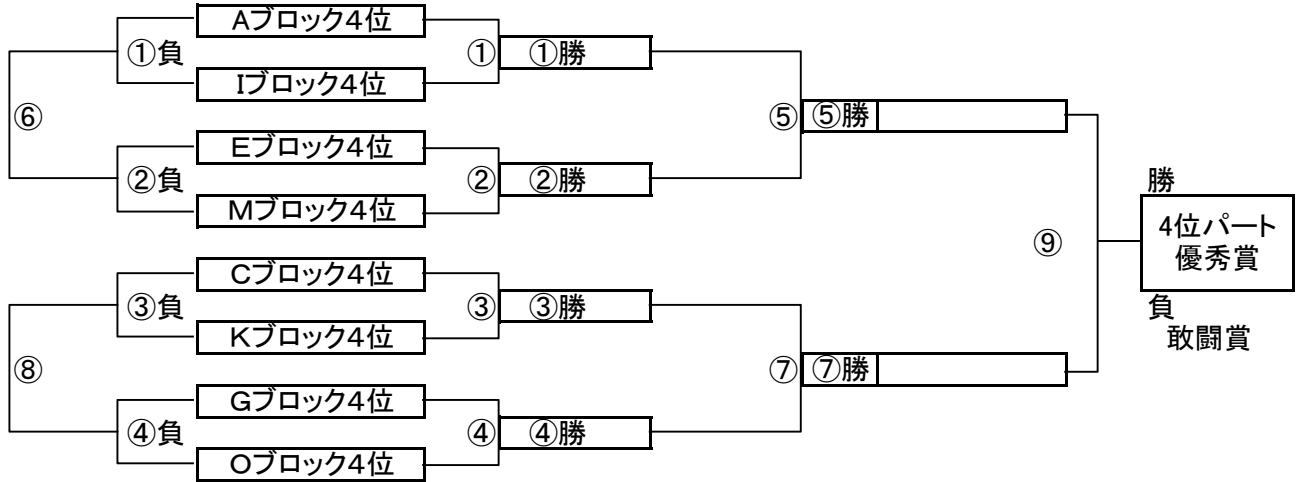 Aブロック4位
①負
①
①勝
Iブロック4位
⑥
⑤
⑤勝
Eブロック4位
②負
②
②勝
Mブロック4位
勝
4位パート
優秀賞
⑨
Cブロック4位
③負
③
③勝
負
敢闘賞
Kブロック4位
⑧
⑦
⑦勝
Gブロック4位
④負
④
④勝
Oブロック4位